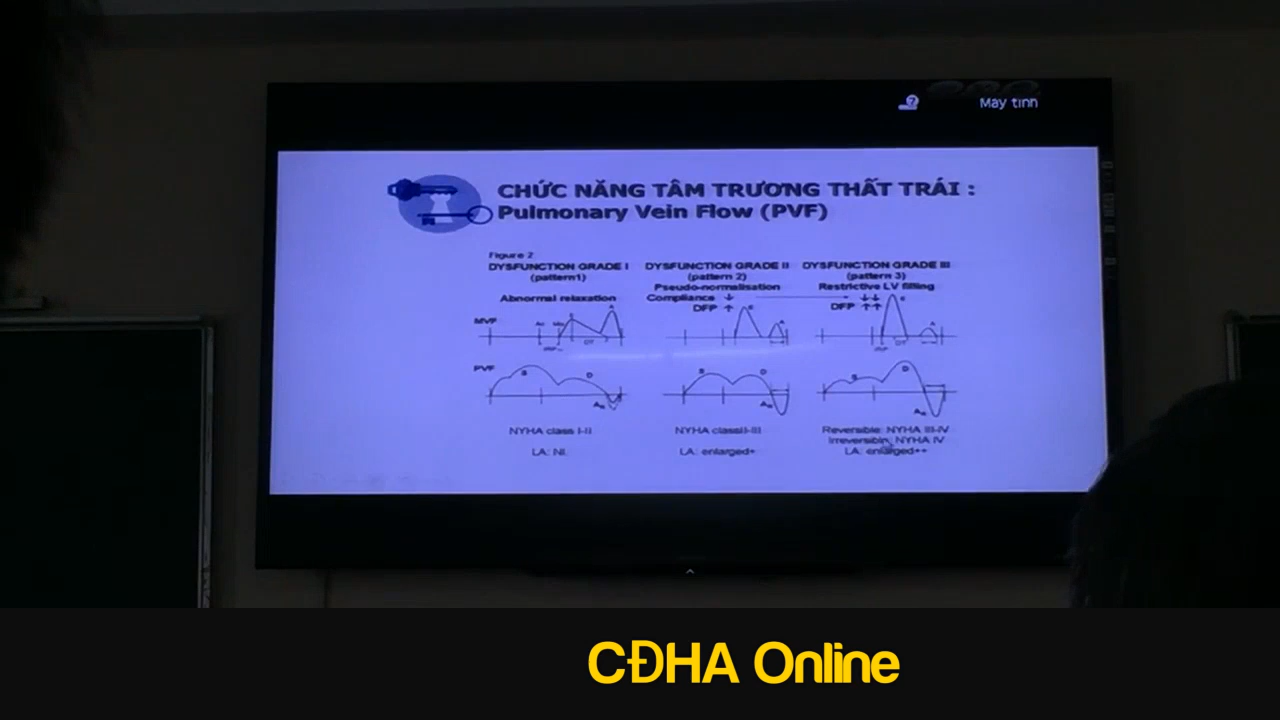 Máy tính
CHỨC NĂNG TÂM TRƯƠNG THẤT TRÁI :
Pulmonary Vein Flow (PVF)
Figure 2
DYSFUNCTION GRADE I
(pattern1)
Abnormal relaxation
DYSFUNCTION GRADE II
(pattern 2)
Pseudo-normalisation
Compliance ↓
DFP ↑
DYSFUNCTION GRADE III
(pattern 3)
Restrictive LV filling
↓↓
DFP ↑↑
MVF
E A
DT
E A
E A
DT
PVF
S D
S D
S D
NYHA class I-II
LA: Nl.
NYHA classII-III
LA: enlarged+
Reversible: NYHA III-IV
Irreversible: NYHA IV
LA: enlarged++
CĐHA Online